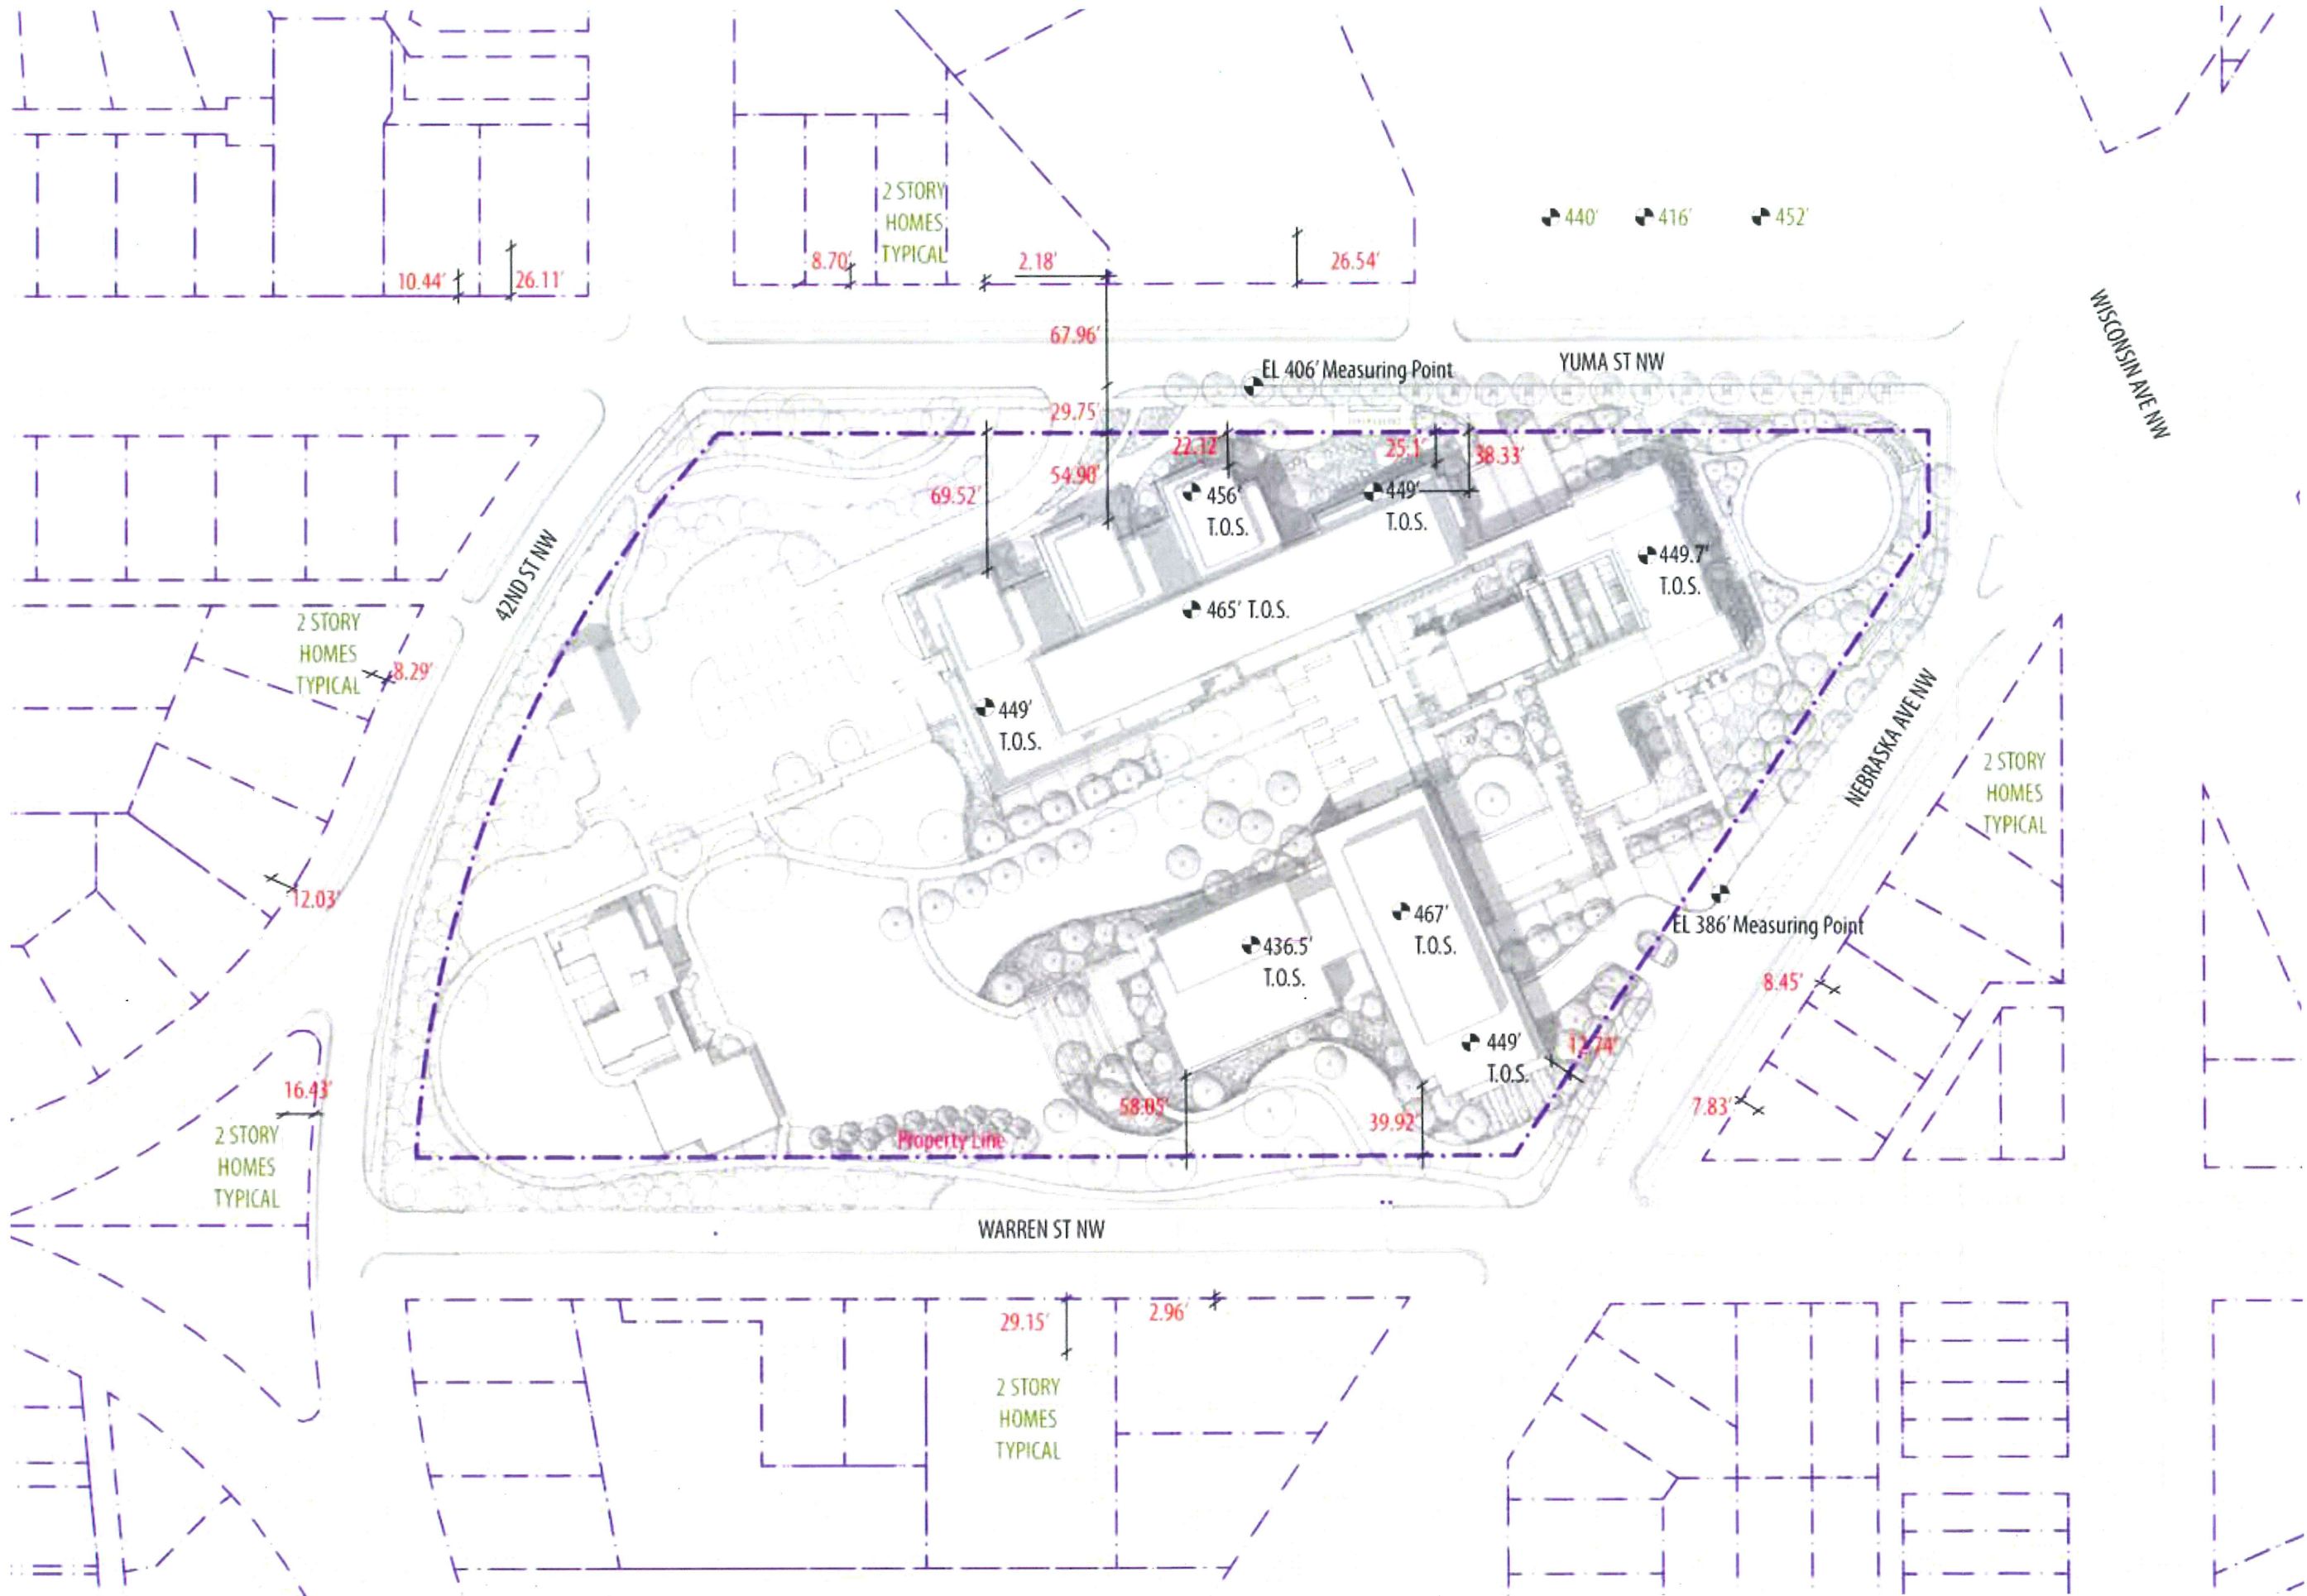 2 STORY
HOMES
TYPICAL
440'
416'
452'
10.44'
26.11'
8.70'
2.18'
26.54'
WISCONSIN AVE NW
67.96'
EL 406' Measuring Point
YUMA ST NW
29.75'
22.12'
25.1'
38.33'
54.90'
69.52'
456'
T.O.S.
449'
T.O.S.
42ND ST NW
449.7'
T.O.S.
465' T.O.S.
2 STORY
HOMES
TYPICAL
8.29'
449'
T.O.S.
NEBRASKA AVE NW
2 STORY
HOMES
TYPICAL
12.03'
467'
T.O.S.
EL 386' Measuring Point
436.5'
T.O.S.
8.45'
449'
T.O.S.
16.43'
58.05'
39.92'
7.83'
2 STORY
HOMES
TYPICAL
Property Line
WARREN ST NW
29.15'
2.96'
2 STORY
HOMES
TYPICAL